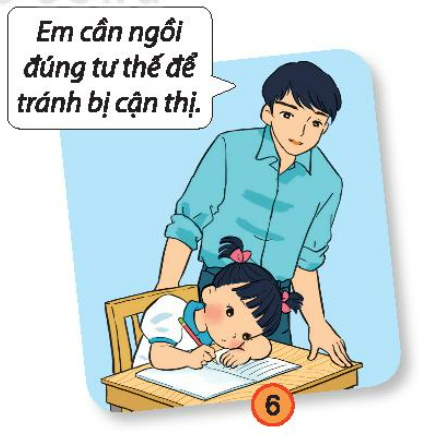 Em cần ngồi
đúng tư thế để
tránh bị cận thị.
6